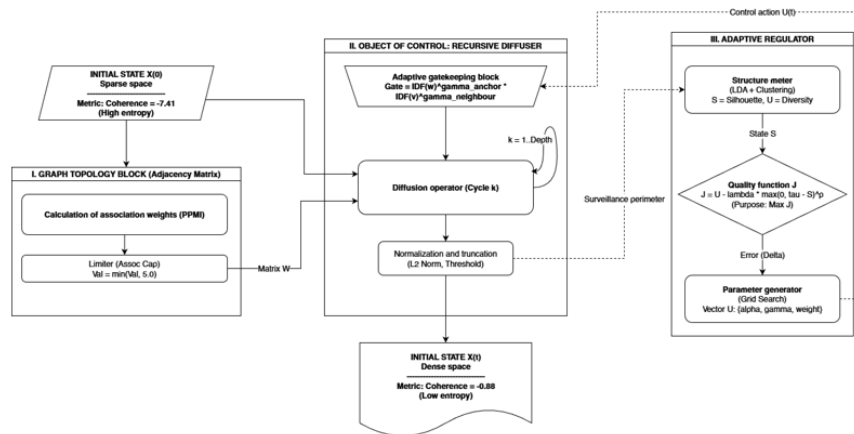 Control action U(t)
II. OBJECT OF CONTROL: RECURSIVE DIFFUSER
III. ADAPTIVE REGULATOR
INITIAL STATE X(0)
Sparse space
Metric: Coherence = -7.41
(High entropy)
Adaptive gatekeeping block
Gate = IDF(w)^gamma_anchor *
IDF(v)^gamma_neighbour
Structure meter
(LDA + Clustering)
S = Silhouette, U = Diversity
k = 1..Depth
State S
I. GRAPH TOPOLOGY BLOCK (Adjacency Matrix)
Calculation of association weights (PPMI)
Diffusion operator (Cycle k)
Surveillance perimeter
Quality function J
J = U - lambda * max(0, tau - S)^p
(Purpose: Max J)
Limiter (Assoc Cap)
Val = min(Val, 5.0)
Matrix W
Normalization and truncation
(L2 Norm, Threshold)
Error (Delta)
Parameter generator
(Grid Search)
Vector U: {alpha, gamma, weight}
INITIAL STATE X(t)
Dense space
Metric: Coherence = -0.88
(Low entropy)